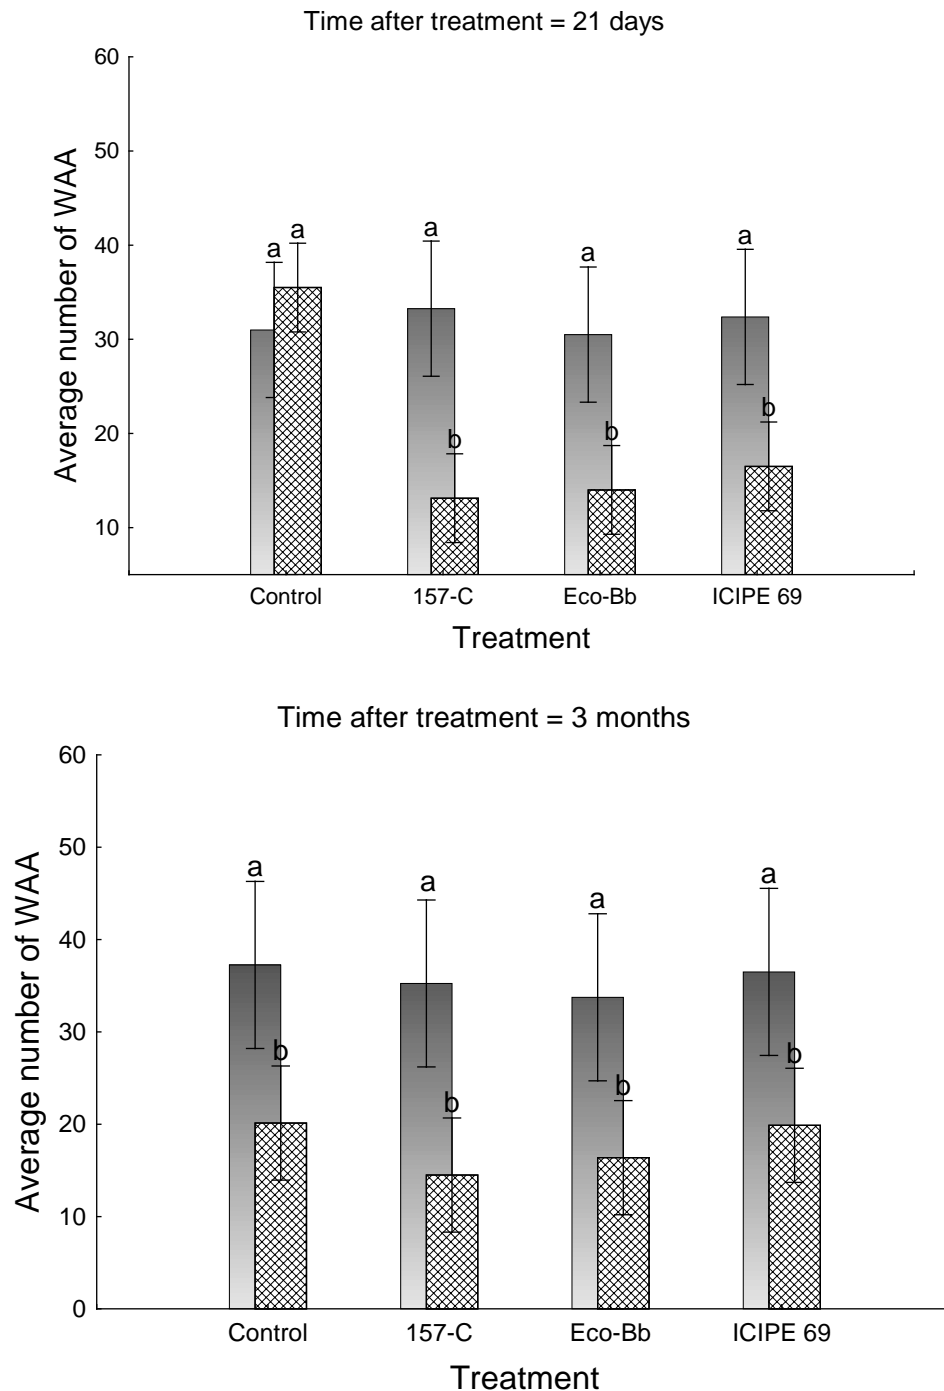 Time after treatment = 21 days
60
50
40
30
20
10
Average number of WAA
a a a a a
b b b
Control 157-C Eco-Bb ICIPE 69
Treatment
Time after treatment = 3 months
60
50
40
30
20
10
0
Average number of WAA
a a a a
b b b b
Control 157-C Eco-Bb ICIPE 69
Treatment